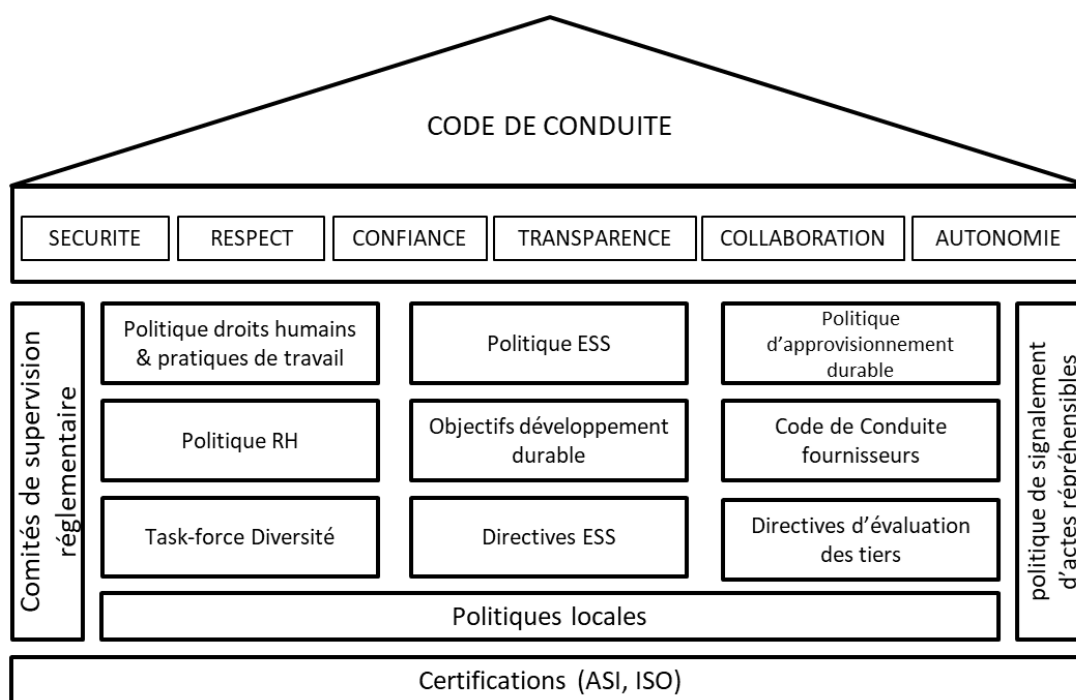 CODE DE CONDUITE
SECURITE
RESPECT
CONFIANCE
TRANSPARENCE
COLLABORATION
AUTONOMIE
Comités de supervision
réglementaire
Politique droits humains
& pratiques de travail
Politique ESS
Politique
d’approvisionnement
durable
Politique RH
Objectifs développement
durable
Code de Conduite
fournisseurs
Task-force Diversité
Directives ESS
Directives d’évaluation
des tiers
Politiques locales
politique de signalement
d’actes répréhensibles
Certifications (ASI, ISO)